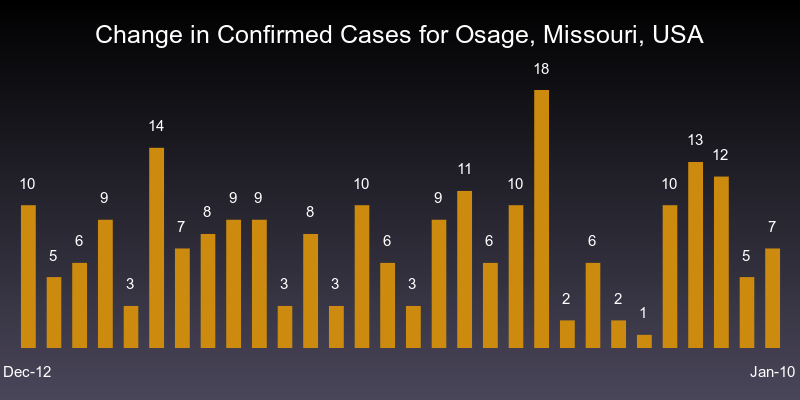 Change in Confirmed Cases for Osage, Missouri, USA
10 5 6 9 3 14 7 8 9 9 3 8 3 10 6 3 9 11 6 10 18 2 6 2 1 10 13 12 5 7
Dec-12 Jan-10